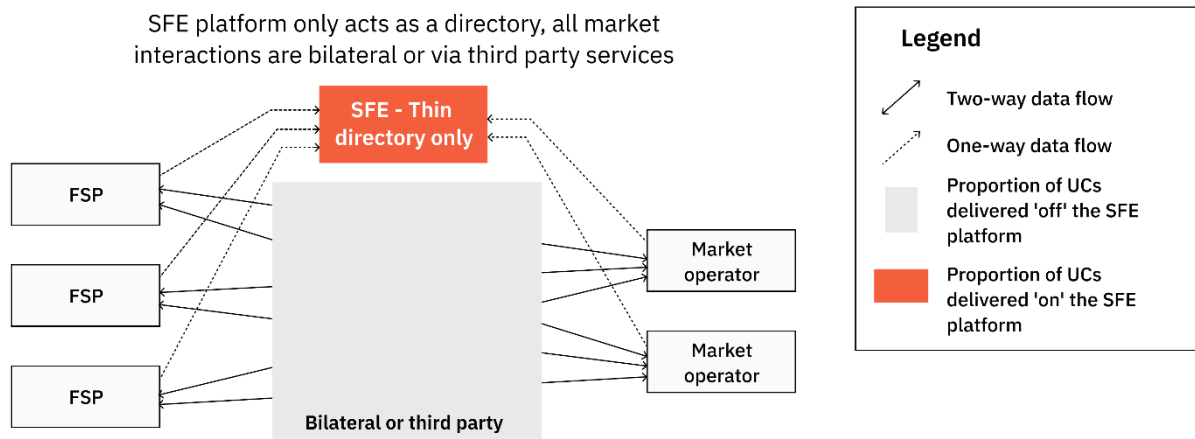 SFE platform only acts as a directory, all market
interactions are bilateral or via third party services
SFE - Thin
directory only
FSP
FSP
FSP
Bilateral or third party
Market
operator
Market
operator
Legend
Two-way data flow
One-way data flow
Proportion of UCs
delivered 'off' the SFE
platform
Proportion of UCs
delivered 'on' the SFE
platform